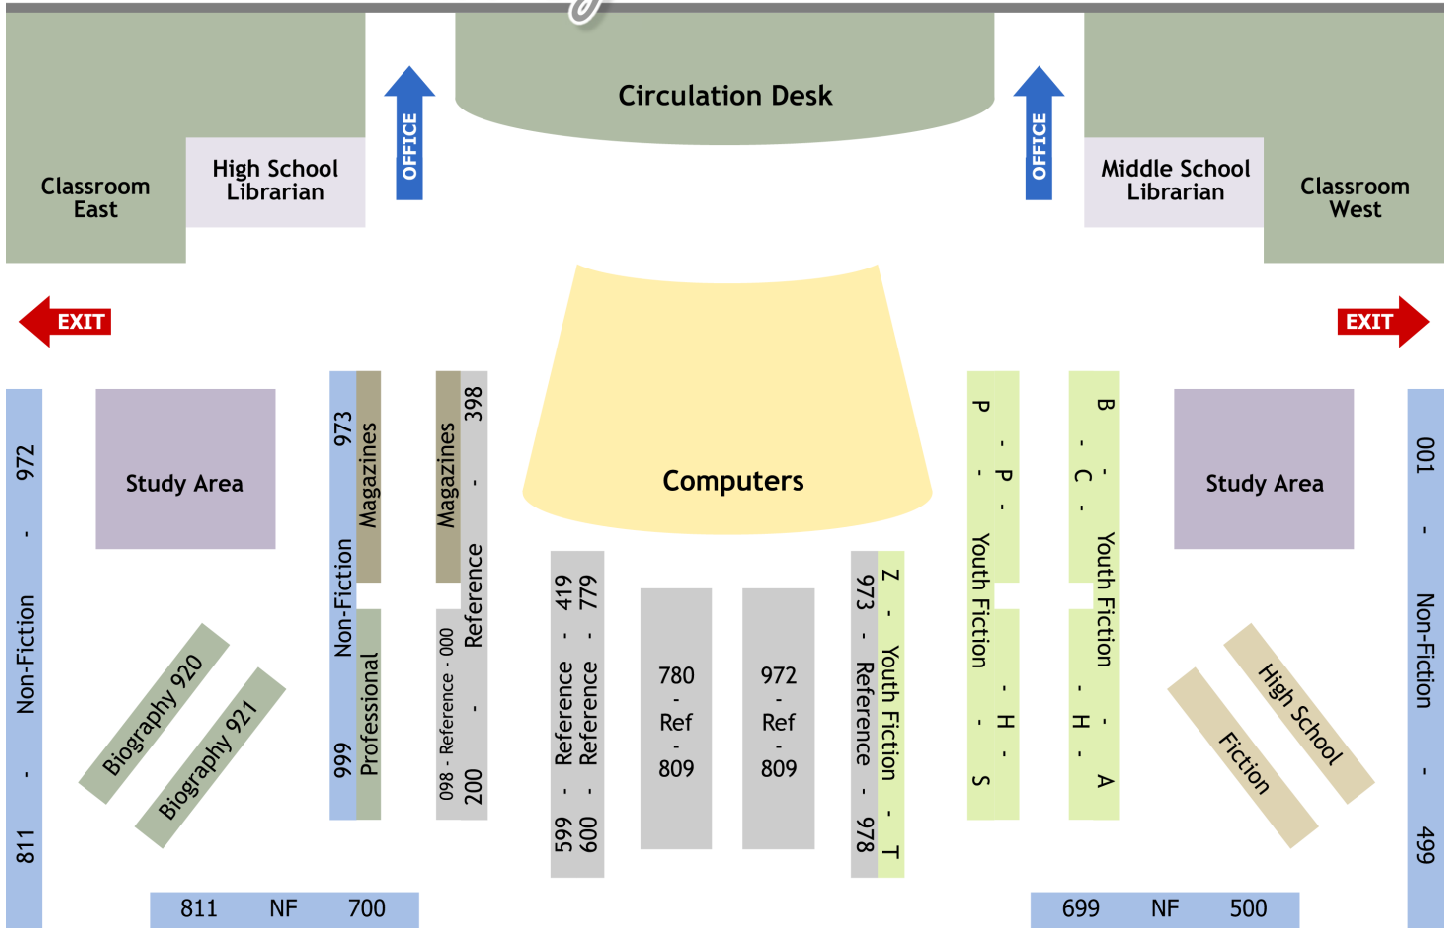 Circulation Desk
OFFICE
OFFICE
High School
Librarian
Middle School
Librarian
Classroom
East
Classroom
West
EXIT
EXIT
972 - Non-Fiction - 811
Study Area
973 Non-Fiction 999
Magazines
Professional
Magazines
398 - Reference - 200
098 - Reference - 000
Computers
P - Youth Fiction - S
- P -
- H -
B - Youth Fiction - A
- C -
- H -
Study Area
001 - Non-Fiction - 499
Biography 920
Biography 921
599 - Reference - 419
600 - Reference - 779
780
-
Ref
-
809
972
-
Ref
-
809
973 - Reference - 978
Z - Youth Fiction - T
High School
Fiction
811 NF 700
699 NF 500